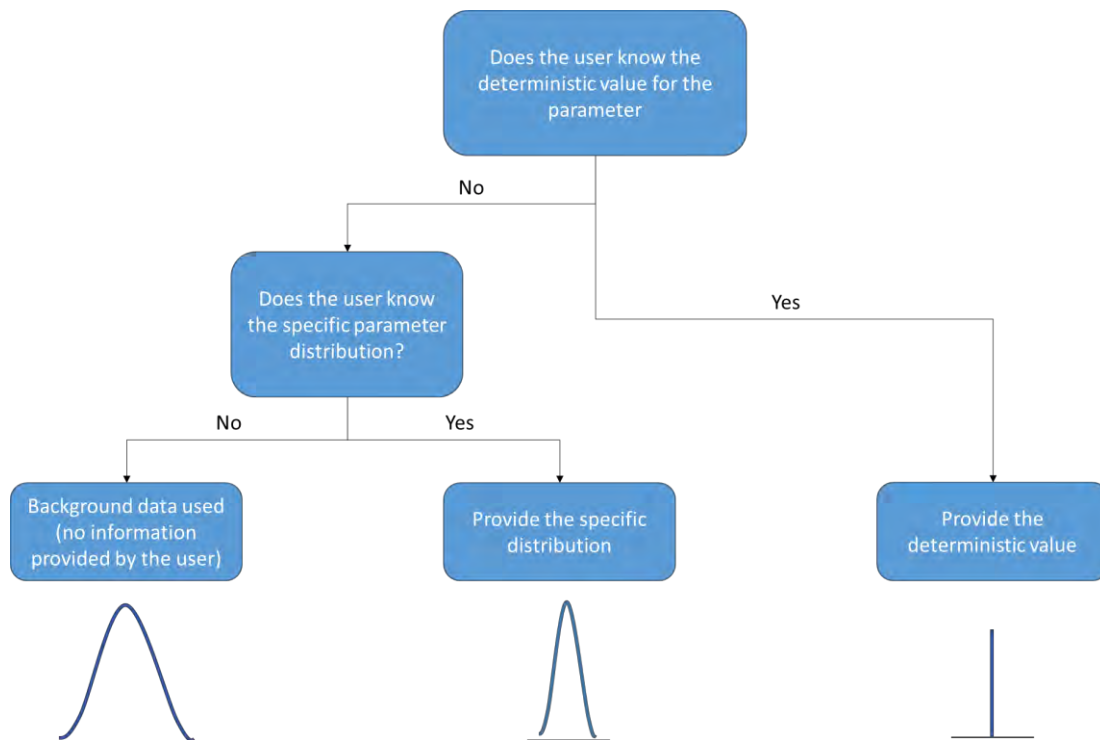 Does the user know the
deterministic value for the
parameter
No
Does the user know
the specific parameter
distribution?
Yes
No
Yes
Background data used
(no information
provided by the user)
Provide the specific
distribution
Provide the
deterministic value